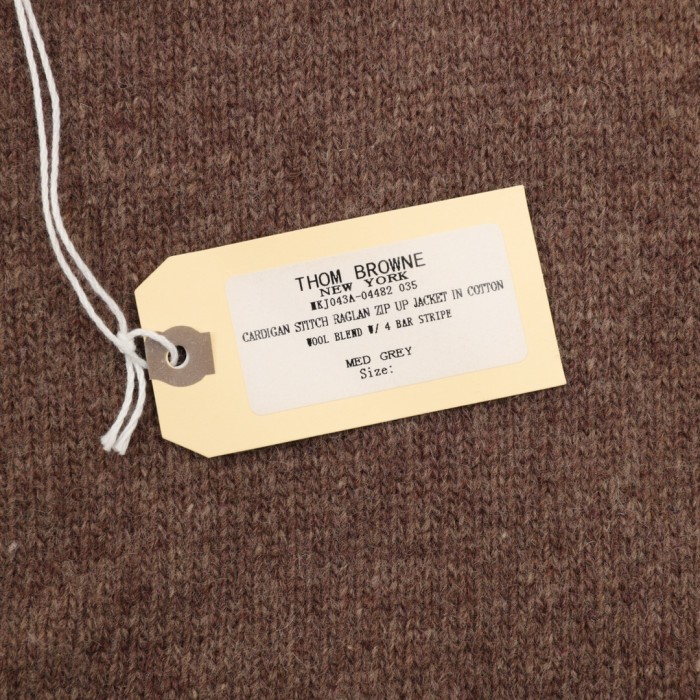 THOM BROWNE
NEW YORK
MKJ043A-04482 035
CARDIGAN STITCH RAGLAN ZIP UP JACKET IN COTTON
WOOL BLEND W/ 4 BAR STRIPE
MED GREY
Size: